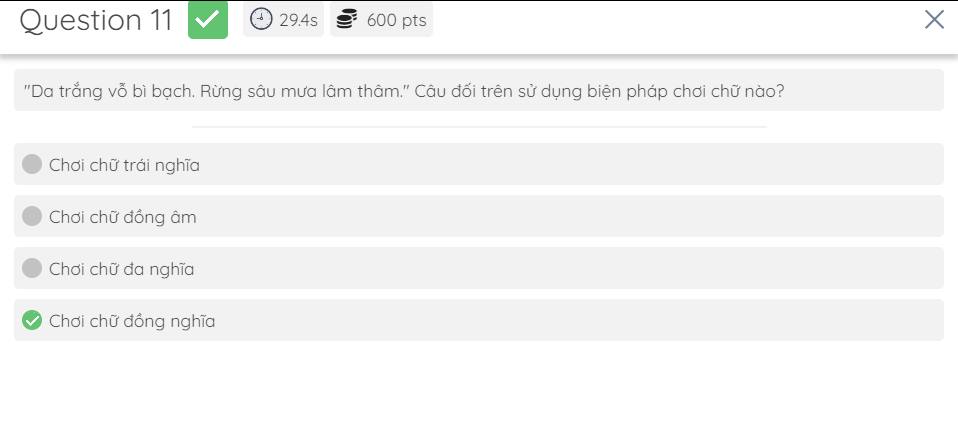 Question 11 29.4s 600 pts
"Da trắng vỗ bì bạch. Rừng sâu mưa lâm thâm." Câu đối trên sử dụng biện pháp chơi chữ nào?
Chơi chữ trái nghĩa
Chơi chữ đồng âm
Chơi chữ đa nghĩa
Chơi chữ đồng nghĩa